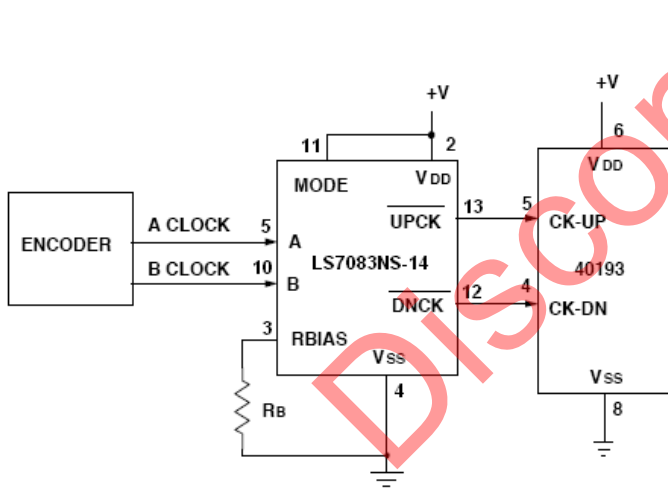 +V
+V
11
2
6
MODE
VDD
VDD
UPCK
13
5
CK-UP
A CLOCK
5
A
ENCODER
LS7083NS-14
40193
B CLOCK
10
B
DNCK
12
4
CK-DN
3
RBIAS
VSS
VSS
4
8
RB
Discon